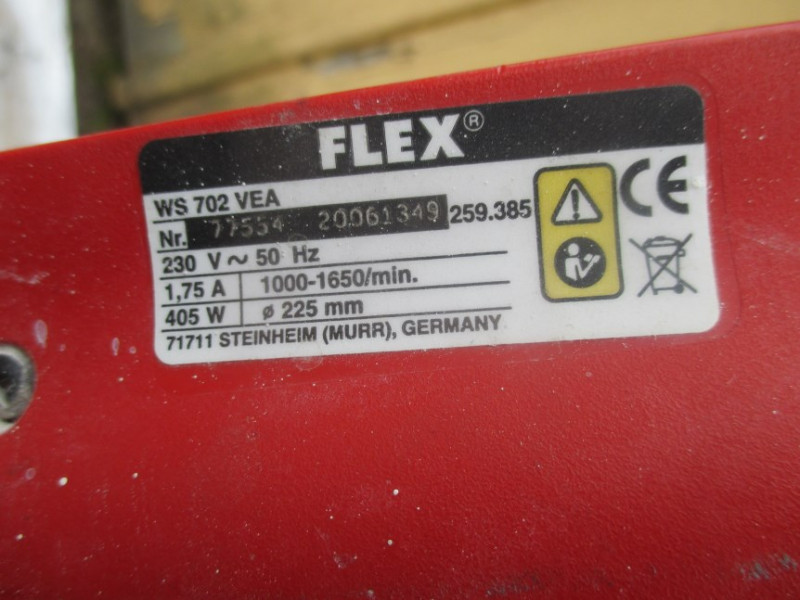 FLEX®
WS 702 VEA
Nr. 77554 20061349 259.385
230 V ~ 50 Hz
1,75 A 1000-1650/min.
405 W ø 225 mm
71711 STEINHEIM (MURR), GERMANY
CE